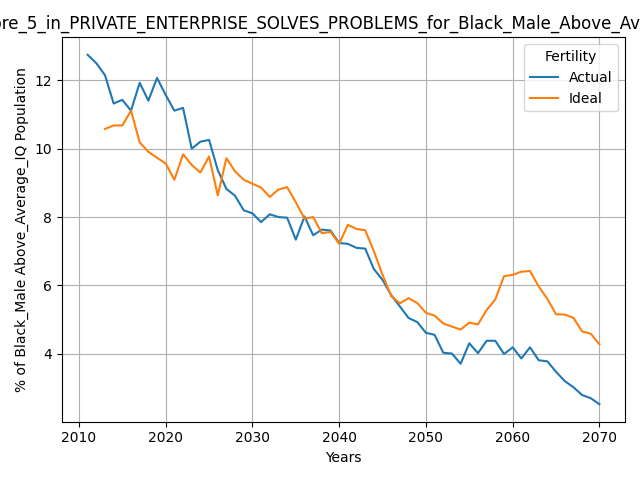 ore_5_in_PRIVATE_ENTERPRISE_SOLVES_PROBLEMS_for_Black_Male_Above_Av
Fertility
Actual
Ideal
% of Black_Male Above_Average_IQ Population
12
10
8
6
4
2010 2020 2030 2040 2050 2060 2070
Years